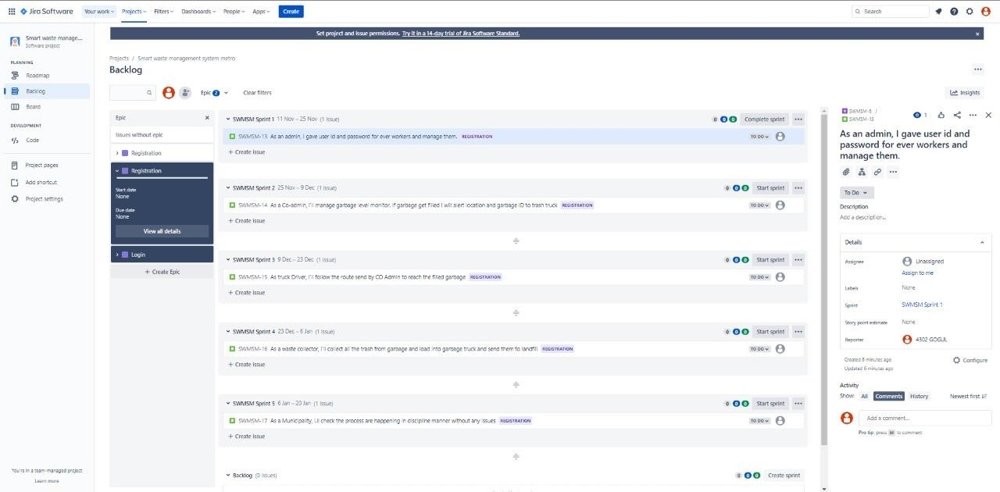 Jira Software Your work Projects Filters Dashboards People Apps Create Search
Set project and issue permissions. Try it in a 14-day trial of Jira Software Standard.
Smart waste manage...
Software project
PLANNING
Roadmap
Backlog
Board
DEVELOPMENT
Code
Project pages
Add shortcut
Project settings
You're in a team-managed project
Learn more
Projects / Smart waste management system metro
Backlog
Epic 2 Clear filters Insights
Epic
Issues without epic
Registration
Registration
Start date
None
Due date
None
View all details
Login
+ Create Epic
SWMSM Sprint 1 11 Nov – 25 Nov (1 issue) 0 0 0 Complete sprint
SWMSM-13 As an admin, I gave user id and password for ever workers and manage them. REGISTRATION TO DO
+ Create issue
SWMSM Sprint 2 25 Nov – 9 Dec (1 issue) 0 0 0 Start sprint
SWMSM-14 As a Co-admin, I'll manage garbage level monitor. If garbage get filled I will alert location and garbage ID to trash truck REGISTRATION TO DO
+ Create issue
SWMSM Sprint 3 9 Dec – 23 Dec (1 issue) 0 0 0 Start sprint
SWMSM-15 As truck Driver, I'll follow the route send by CO Admin to reach the filled garbage REGISTRATION TO DO
+ Create issue
SWMSM Sprint 4 23 Dec – 6 Jan (1 issue) 0 0 0 Start sprint
SWMSM-16 As a waste collector, I'll collect all the trash from garbage and load into garbage truck and send them to landfill REGISTRATION TO DO
+ Create issue
SWMSM Sprint 5 6 Jan – 20 Jan (1 issue) 0 0 0 Start sprint
SWMSM-17 As a Municipality, I'll check the process are happening in discipline manner without any issues REGISTRATION TO DO
+ Create issue
Backlog (0 issues) 0 0 0 Create sprint
SWMSM-6 /
SWMSM-13
1
As an admin, I gave user id and
password for ever workers and
manage them.
To Do
Description
Add a description...
Details
Assignee Unassigned
Assign to me
Labels None
Sprint SWMSM Sprint 1
Story point estimate None
Reporter 4302 GOGUL
Created 6 minutes ago
Updated 6 minutes ago
Configure
Activity
Show: All Comments History Newest first
Add a comment...
Pro tip: press M to comment